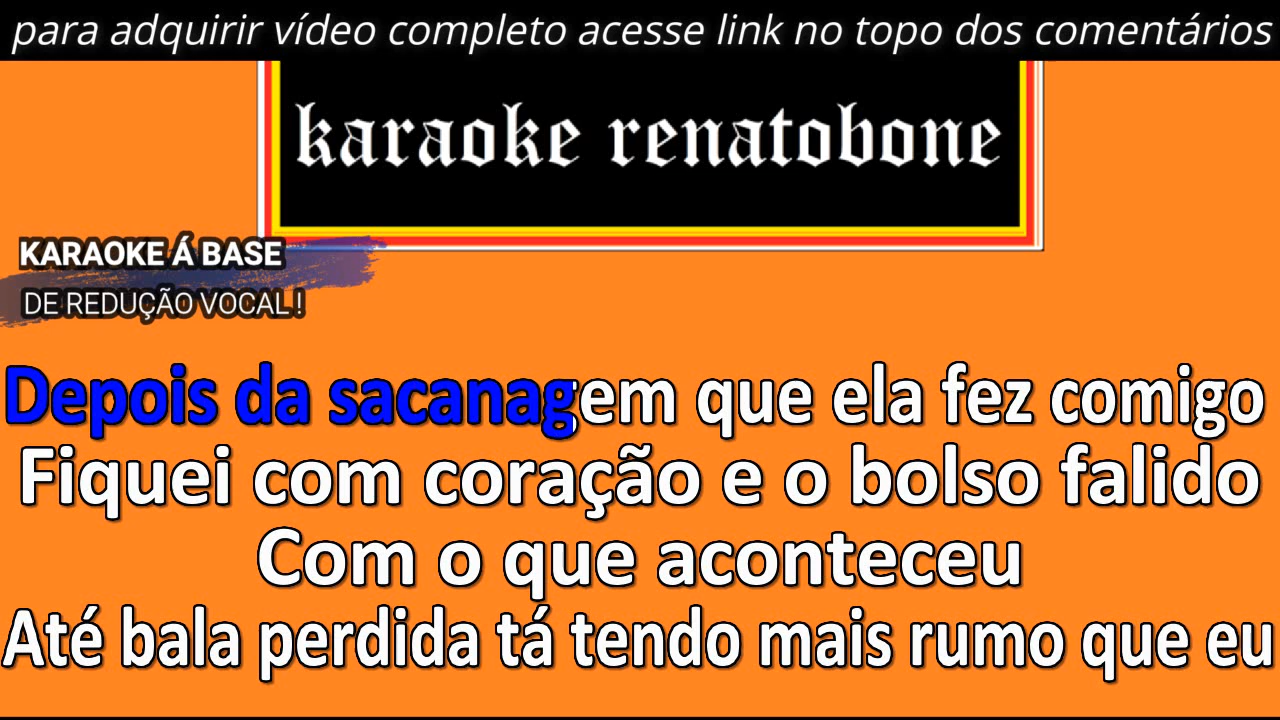 para adquirir vídeo completo acesse link no topo dos comentários
karaoke renatobone
KARAOKE Á BASE
DE REDUÇÃO VOCAL !
Depois da sacanagem que ela fez comigo
Fiquei com coração e o bolso falido
Com o que aconteceu
Até bala perdida tá tendo mais rumo que eu